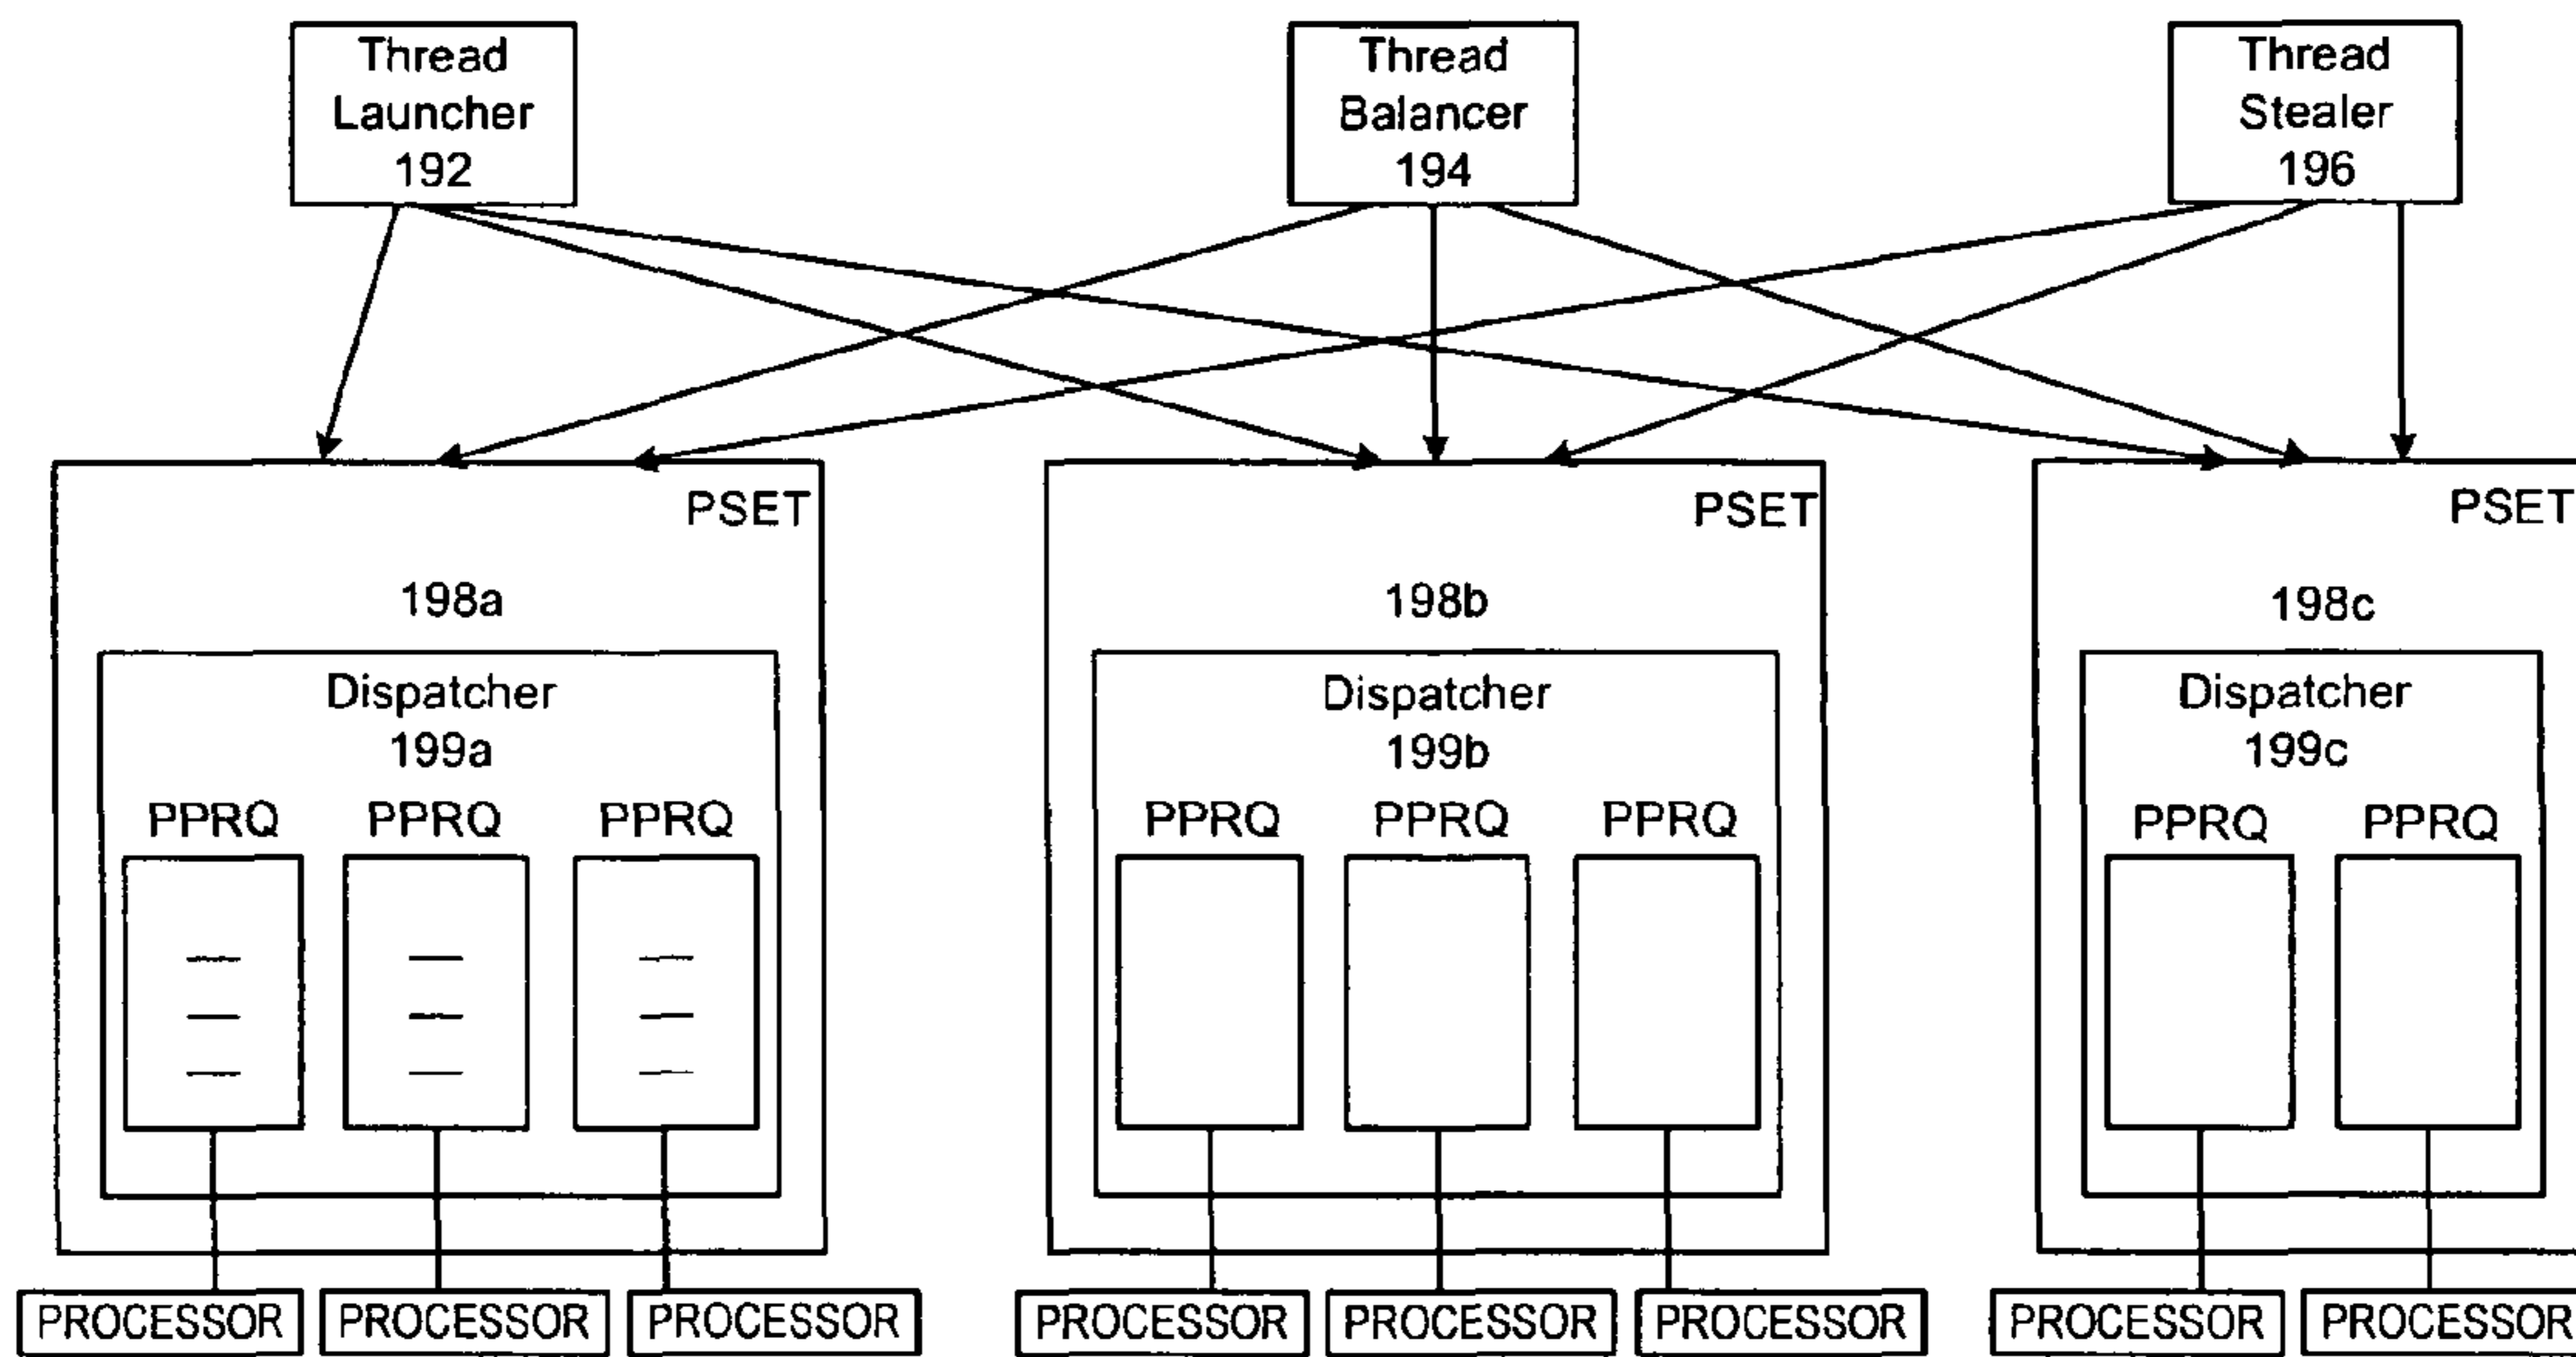 Thread
Launcher
192
Thread
Balancer
194
Thread
Stealer
196
PSET
PSET
PSET
198a
198b
198c
Dispatcher
199a
Dispatcher
199b
Dispatcher
199c
PPRQ PPRQ PPRQ
PPRQ PPRQ PPRQ
PPRQ PPRQ
PROCESSOR PROCESSOR PROCESSOR
PROCESSOR PROCESSOR PROCESSOR
PROCESSOR PROCESSOR